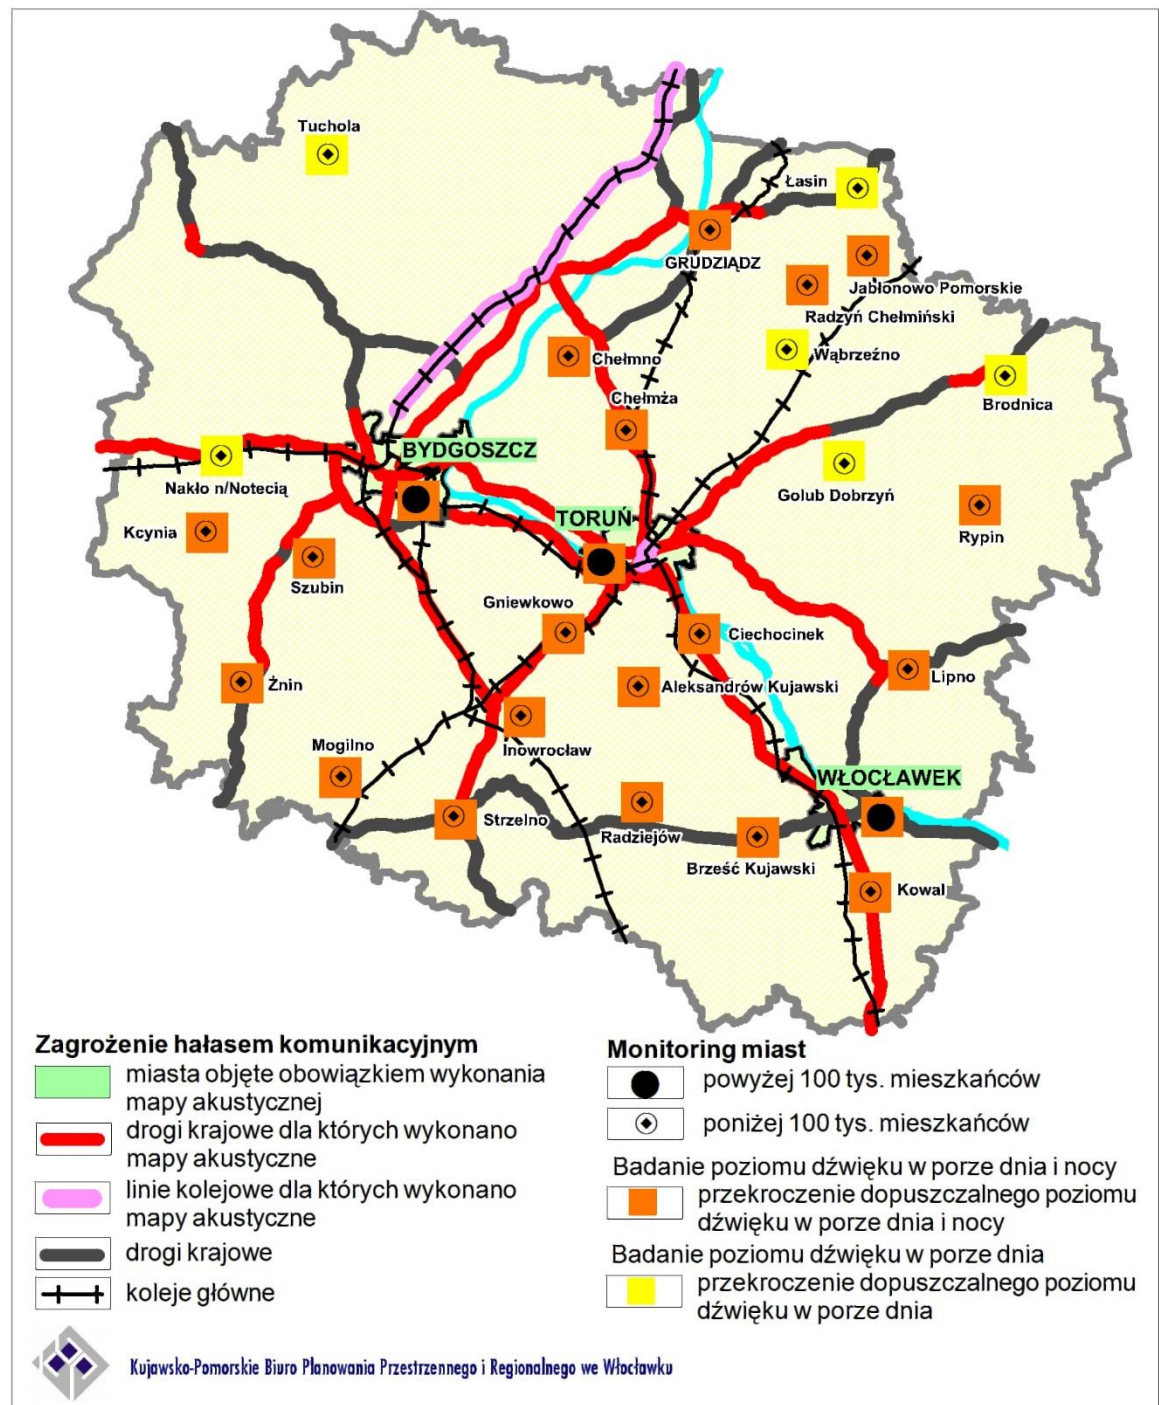 Tuchola
Łasin
GRUDZIĄDZ
Jabłonowo Pomorskie
Radzyń Chełmiński
Wąbrzeźno
Chełmno
Chełmża
Brodnica
BYDGOSZCZ
Nakło n/Notecią
Golub Dobrzyń
TORUŃ
Kcynia
Rypin
Szubin
Gniewkowo
Ciechocinek
Lipno
Żnin
Aleksandrów Kujawski
Mogilno
Inowrocław
WŁOCŁAWEK
Strzelno
Radziejów
Brześć Kujawski
Kowal
Zagrożenie hałasem komunikacyjnym
miasta objęte obowiązkiem wykonania
mapy akustycznej
drogi krajowe dla których wykonano
mapy akustyczne
linie kolejowe dla których wykonano
mapy akustyczne
drogi krajowe
koleje główne
Monitoring miast
powyżej 100 tys. mieszkańców
poniżej 100 tys. mieszkańców
Badanie poziomu dźwięku w porze dnia i nocy
przekroczenie dopuszczalnego poziomu
dźwięku w porze dnia i nocy
Badanie poziomu dźwięku w porze dnia
przekroczenie dopuszczalnego poziomu
dźwięku w porze dnia
Kujawsko-Pomorskie Biuro Planowania Przestrzennego i Regionalnego we Włocławku